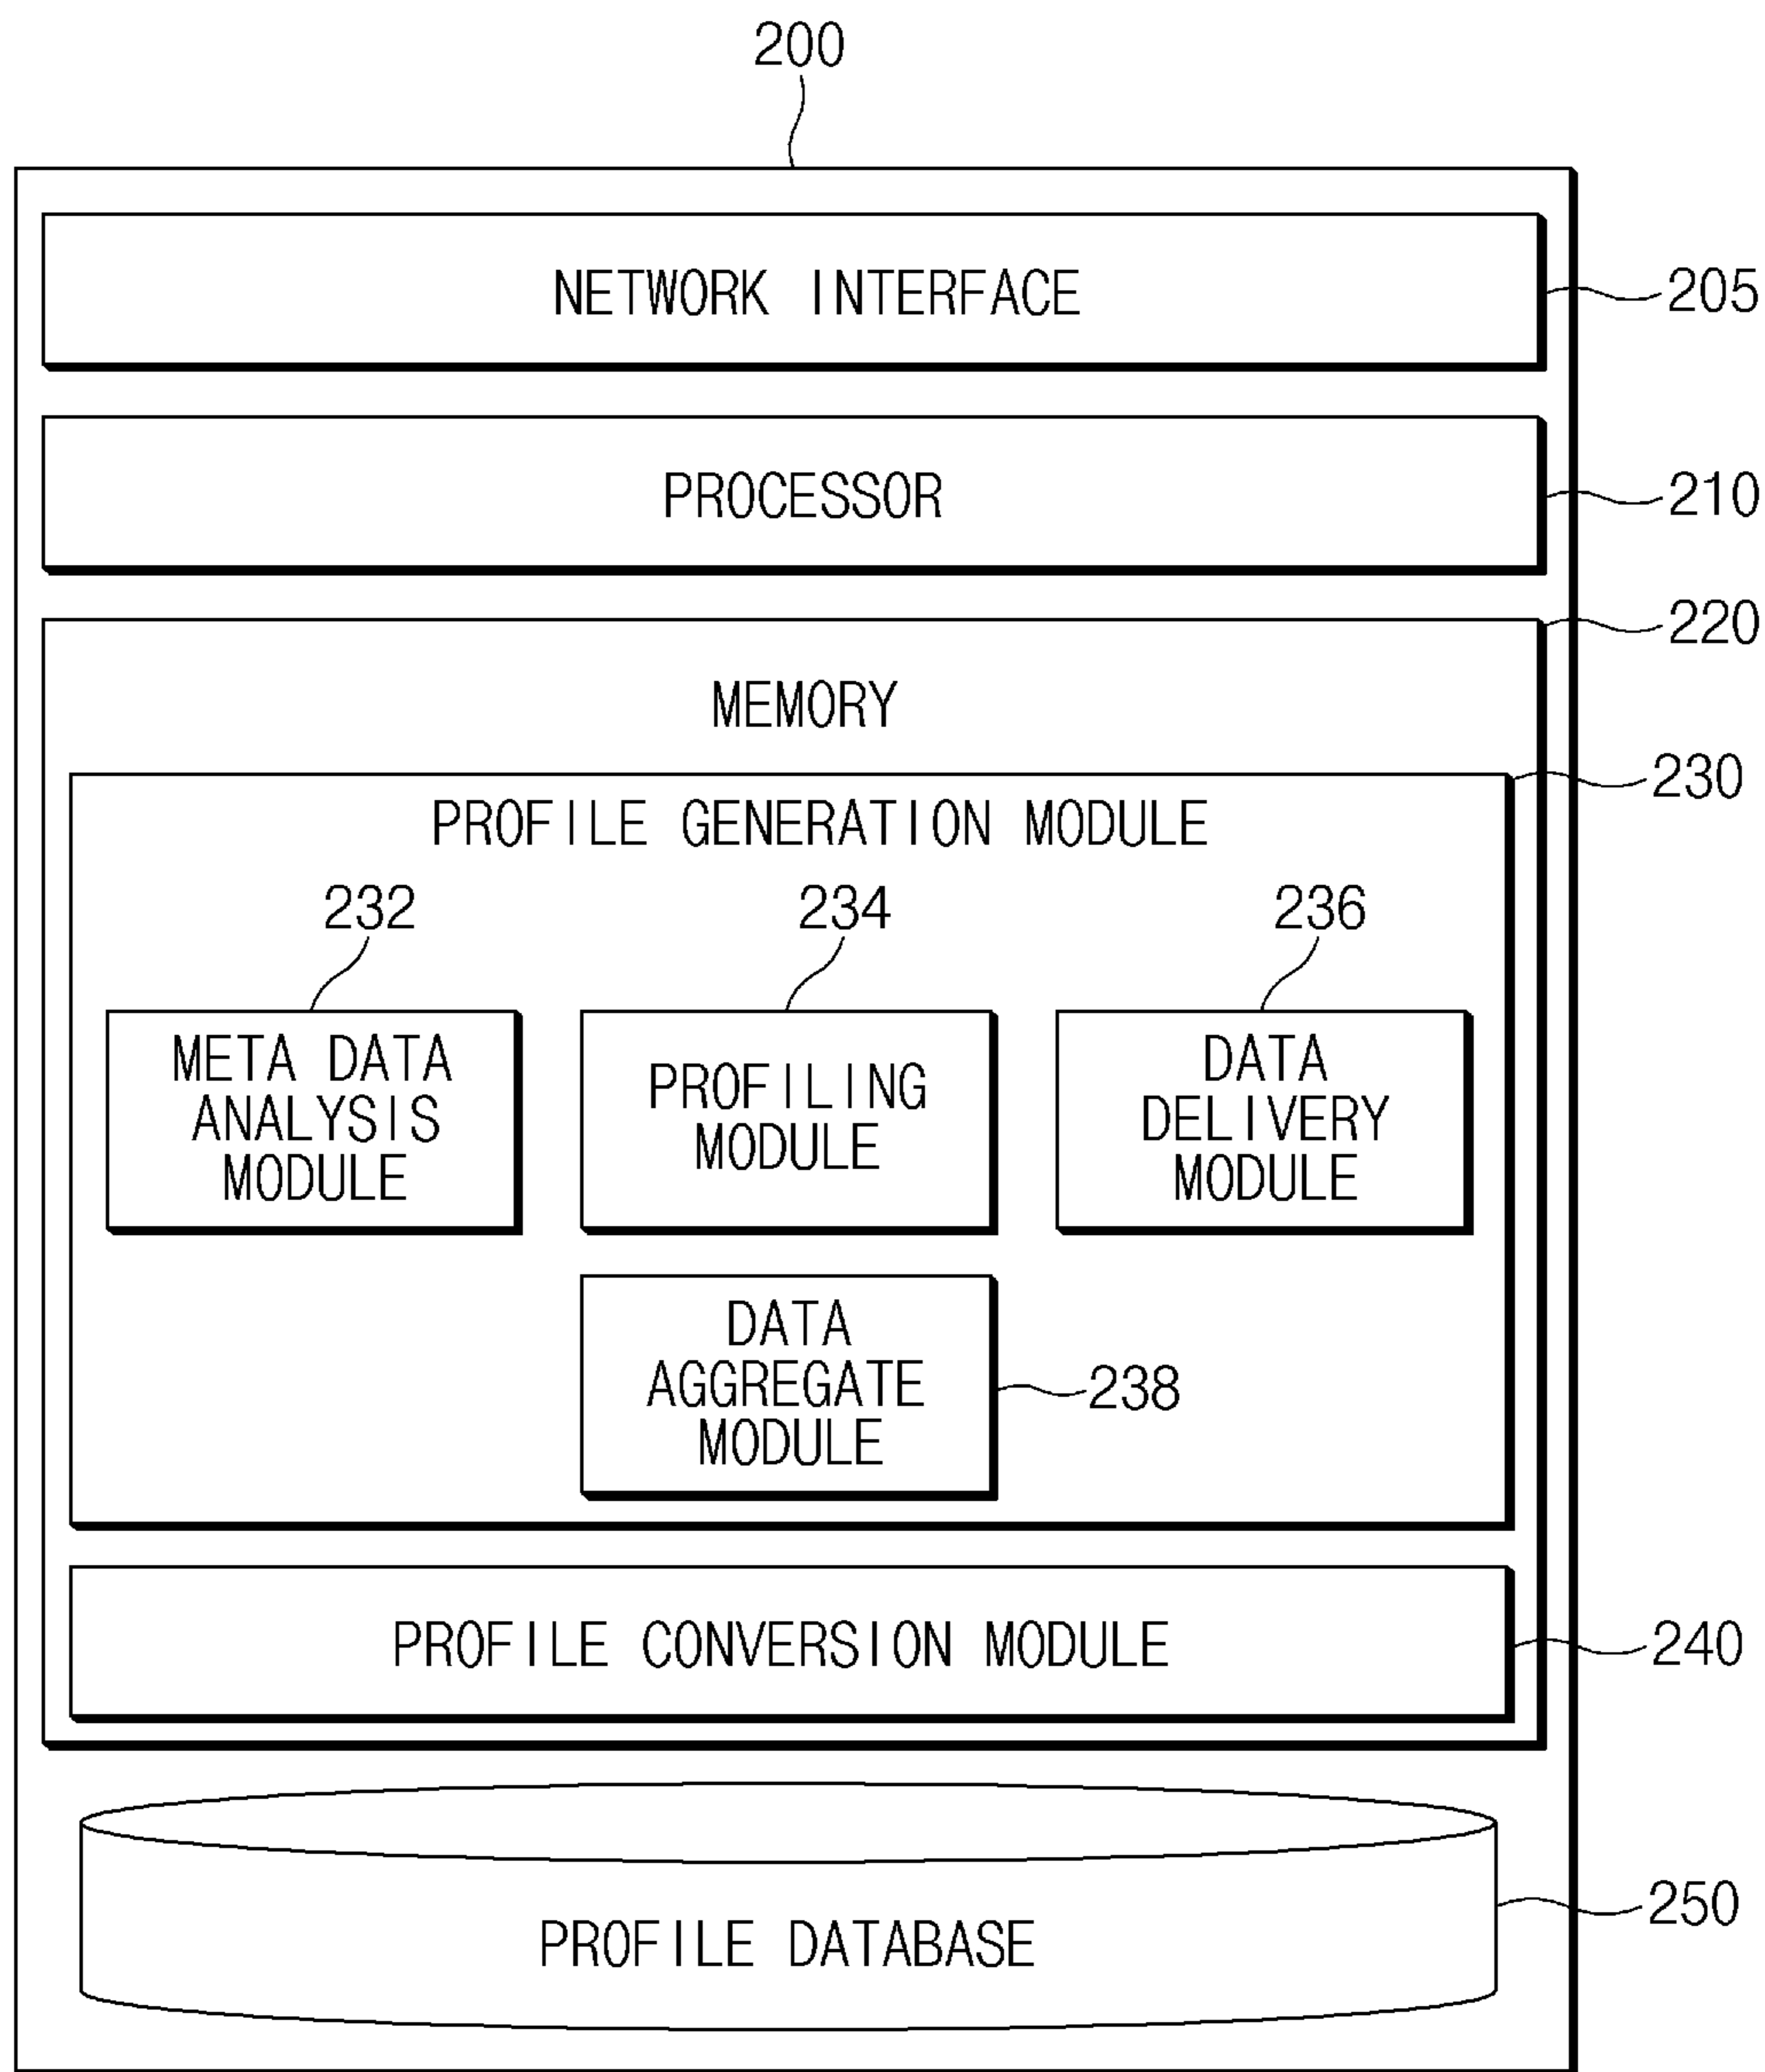 200
NETWORK INTERFACE
205
PROCESSOR
210
220
MEMORY
230
PROFILE GENERATION MODULE
232
234
236
META DATA
ANALYSIS
MODULE
PROFILING
MODULE
DATA
DELIVERY
MODULE
DATA
AGGREGATE
MODULE
238
PROFILE CONVERSION MODULE
240
PROFILE DATABASE
250